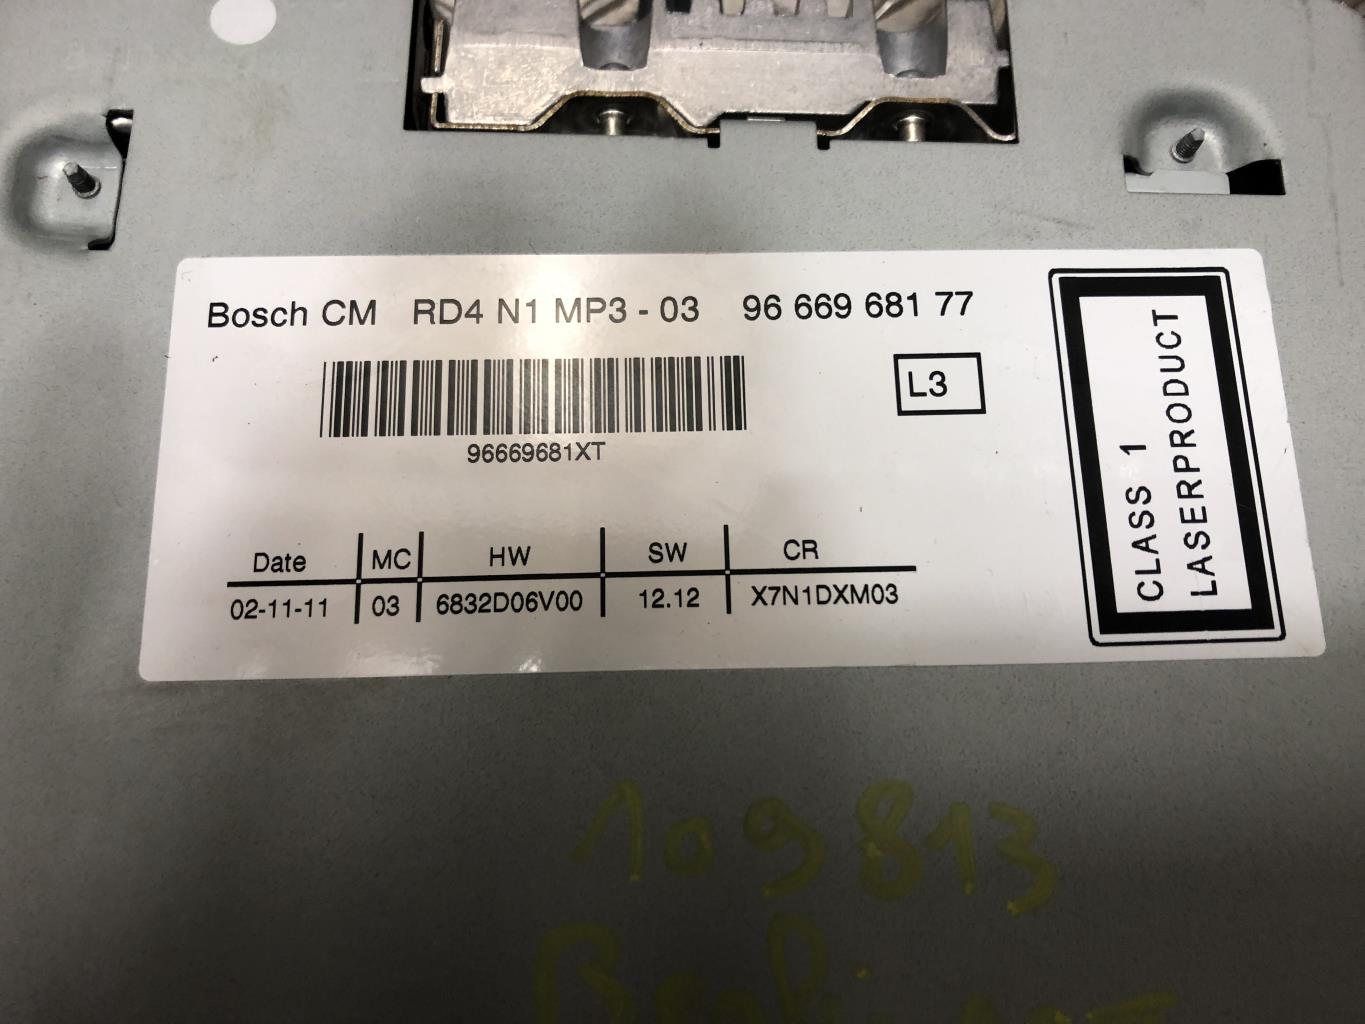 Bosch CM RD4 N1 MP3 - 03 96 669 681 77
L3
96669681XT
Date MC HW SW CR
02-11-11 03 6832D06V00 12.12 X7N1DXM03
CLASS 1
LASERPRODUCT
109813